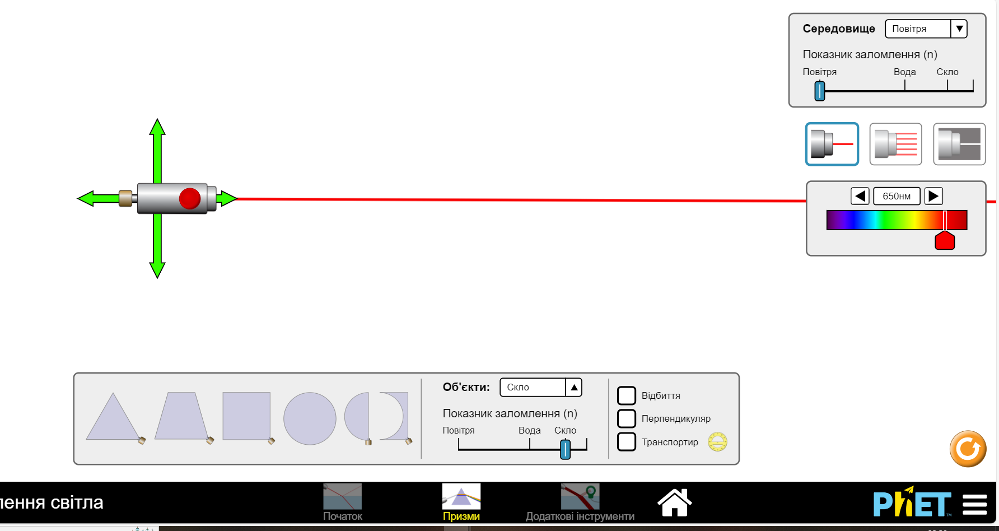 Середовище Повітря
Показник заломлення (n)
Повітря Вода Скло
650нм
Об'єкти: Скло
Показник заломлення (n)
Повітря Вода Скло
Відбиття
Перпендикуляр
Транспортир
лення світла
Початок
Призми
Додаткові інструменти
PhET